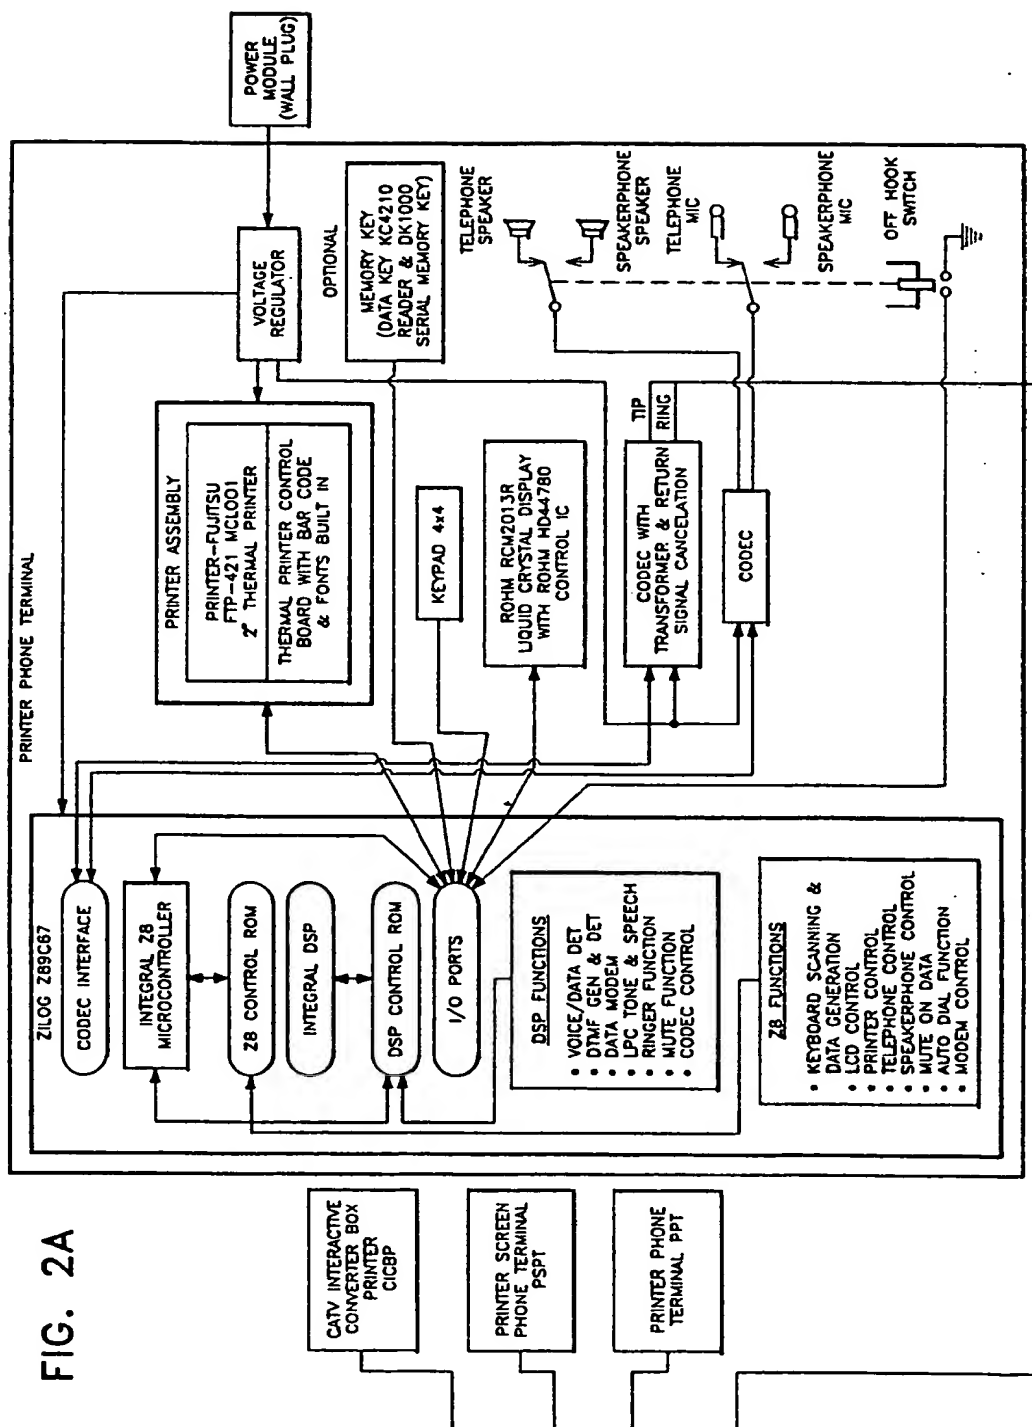 FIG. 2A
PRINTER PHONE TERMINAL
POWER
MODULE
(WALL PLUG)
VOLTAGE
REGULATOR
OPTIONAL
MEMORY KEY
(DATA KEY KC4210
READER & DK1000
SERIAL MEMORY KEY)
PRINTER ASSEMBLY
PRINTER-FUJITSU
FTP-421 MCL001
2" THERMAL PRINTER
THERMAL PRINTER CONTROL
BOARD WITH BAR CODE
& FONTS BUILT IN
KEYPAD 4x4
ROHM RCM2013R
LIQUID CRYSTAL DISPLAY
WITH ROHM HD44780
CONTROL IC
CODEC WITH
TRANSFORMER & RETURN
SIGNAL CANCELATION
TIP
RING
CODEC
TELEPHONE
SPEAKER
SPEAKERPHONE
SPEAKER
TELEPHONE
MIC
SPEAKERPHONE
MIC
OFF HOOK
SWITCH
ZILOG Z89C67
CODEC INTERFACE
INTEGRAL Z8
MICROCONTROLLER
Z8 CONTROL ROM
INTEGRAL DSP
DSP CONTROL ROM
I/O PORTS
DSP FUNCTIONS
• VOICE/DATA DET
• DTMF GEN & DET
• DATA MODEM
• LPC TONE & SPEECH
• RINGER FUNCTION
• MUTE FUNCTION
• CODEC CONTROL
Z8 FUNCTIONS
• KEYBOARD SCANNING &
DATA GENERATION
• LCD CONTROL
• PRINTER CONTROL
• TELEPHONE CONTROL
• SPEAKERPHONE CONTROL
• MUTE ON DATA
• AUTO DIAL FUNCTION
• MODEM CONTROL
CATV INTERACTIVE
CONVERTER BOX
PRINTER
CICBP
PRINTER SCREEN
PHONE TERMINAL
PSPT
PRINTER PHONE
TERMINAL PPT